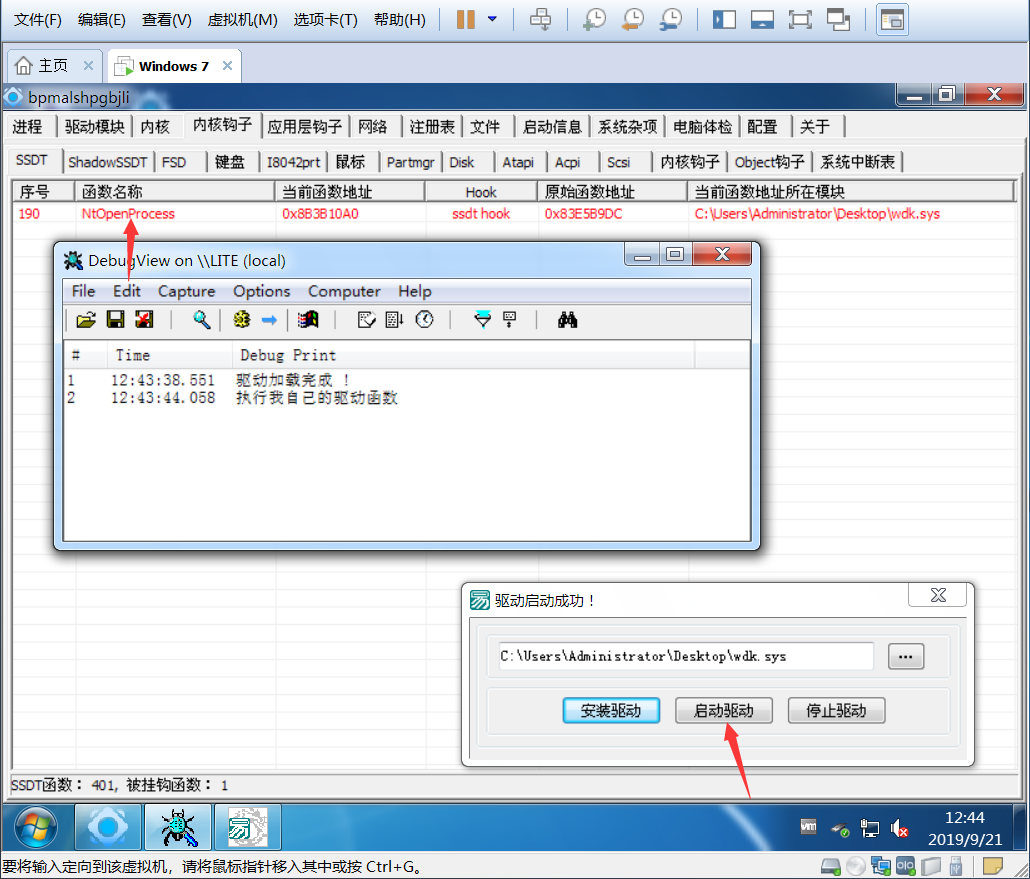 文件(F) 编辑(E) 查看(V) 虚拟机(M) 选项卡(T) 帮助(H)
主页 × Windows 7 ×
bpmalshpgbjli
进程 驱动模块 内核 内核钩子 应用层钩子 网络 注册表 文件 启动信息 系统杂项 电脑体检 配置 关于
SSDT ShadowSSDT FSD 键盘 I8042prt 鼠标 Partmgr Disk Atapi Acpi Scsi 内核钩子 Object钩子 系统中断表
序号 函数名称 当前函数地址 Hook 原始函数地址 当前函数地址所在模块
190 NtOpenProcess 0x8B3B10A0 ssdt hook 0x83E5B9DC C:\Users\Administrator\Desktop\wdk.sys
DebugView on \\LITE (local)
File Edit Capture Options Computer Help
# Time Debug Print
1 12:43:38.551 驱动加载完成 !
2 12:43:44.058 执行我自己的驱动函数
驱动启动成功！
C:\Users\Administrator\Desktop\wdk.sys ...
安装驱动 启动驱动 停止驱动
SSDT函数： 401, 被挂钩函数： 1
vm 12:44
2019/9/21
要将输入定向到该虚拟机，请将鼠标指针移入其中或按 Ctrl+G。